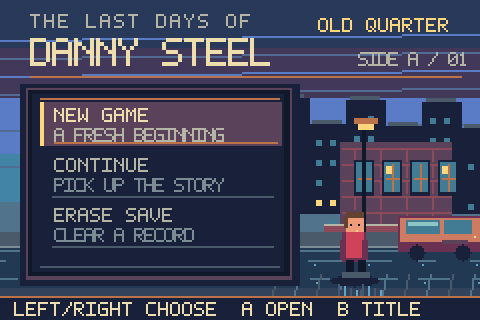 THE LAST DAYS OF
OLD QUARTER
DANNY STEEL
SIDE A / 01
NEW GAME
A FRESH BEGINNING
CONTINUE
PICK UP THE STORY
ERASE SAVE
CLEAR A RECORD
LEFT/RIGHT CHOOSE A OPEN B TITLE